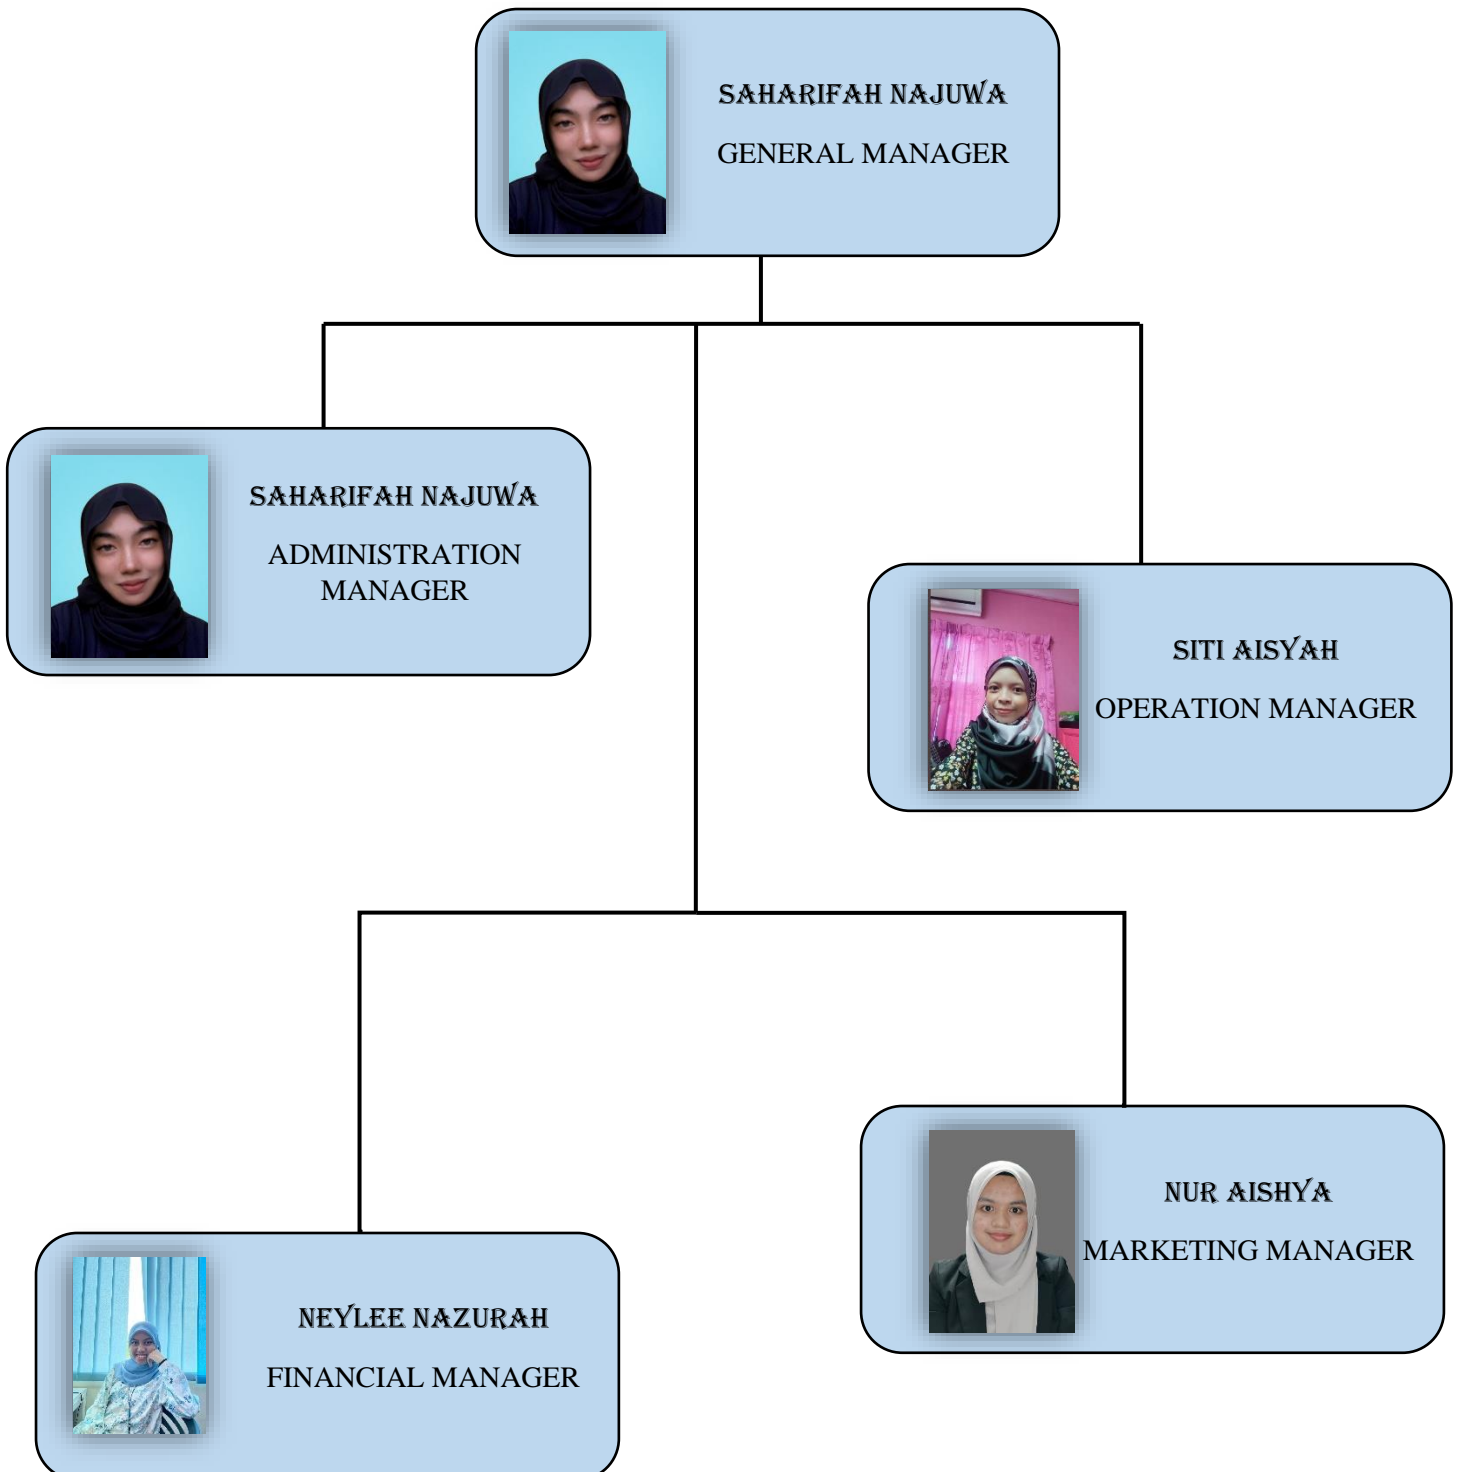 SAHARIFAH NAJUWA
GENERAL MANAGER
SAHARIFAH NAJUWA
ADMINISTRATION
MANAGER
SITI AISYAH
OPERATION MANAGER
NUR AISHYA
MARKETING MANAGER
NEYLEE NAZURAH
FINANCIAL MANAGER